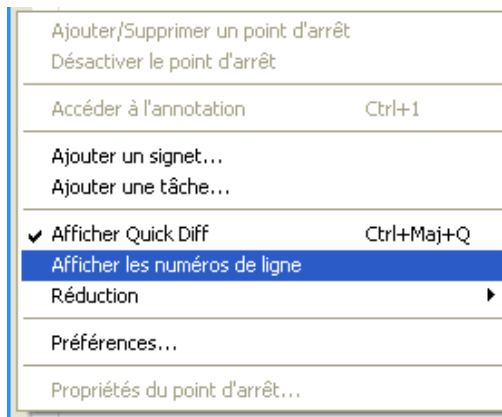 Ajouter/Supprimer un point d'arrêt
Désactiver le point d'arrêt
Accéder à l'annotation Ctrl+1
Ajouter un signet...
Ajouter une tâche...
Afficher Quick Diff Ctrl+Maj+Q
Afficher les numéros de ligne
Réduction
Préférences...
Propriétés du point d'arrêt...